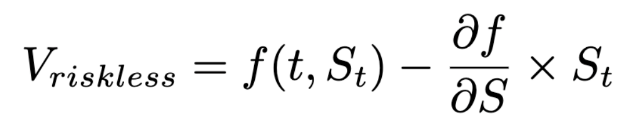 V_{riskless} = f(t, S_t) - \frac{\partial f}{\partial S} \times S_t